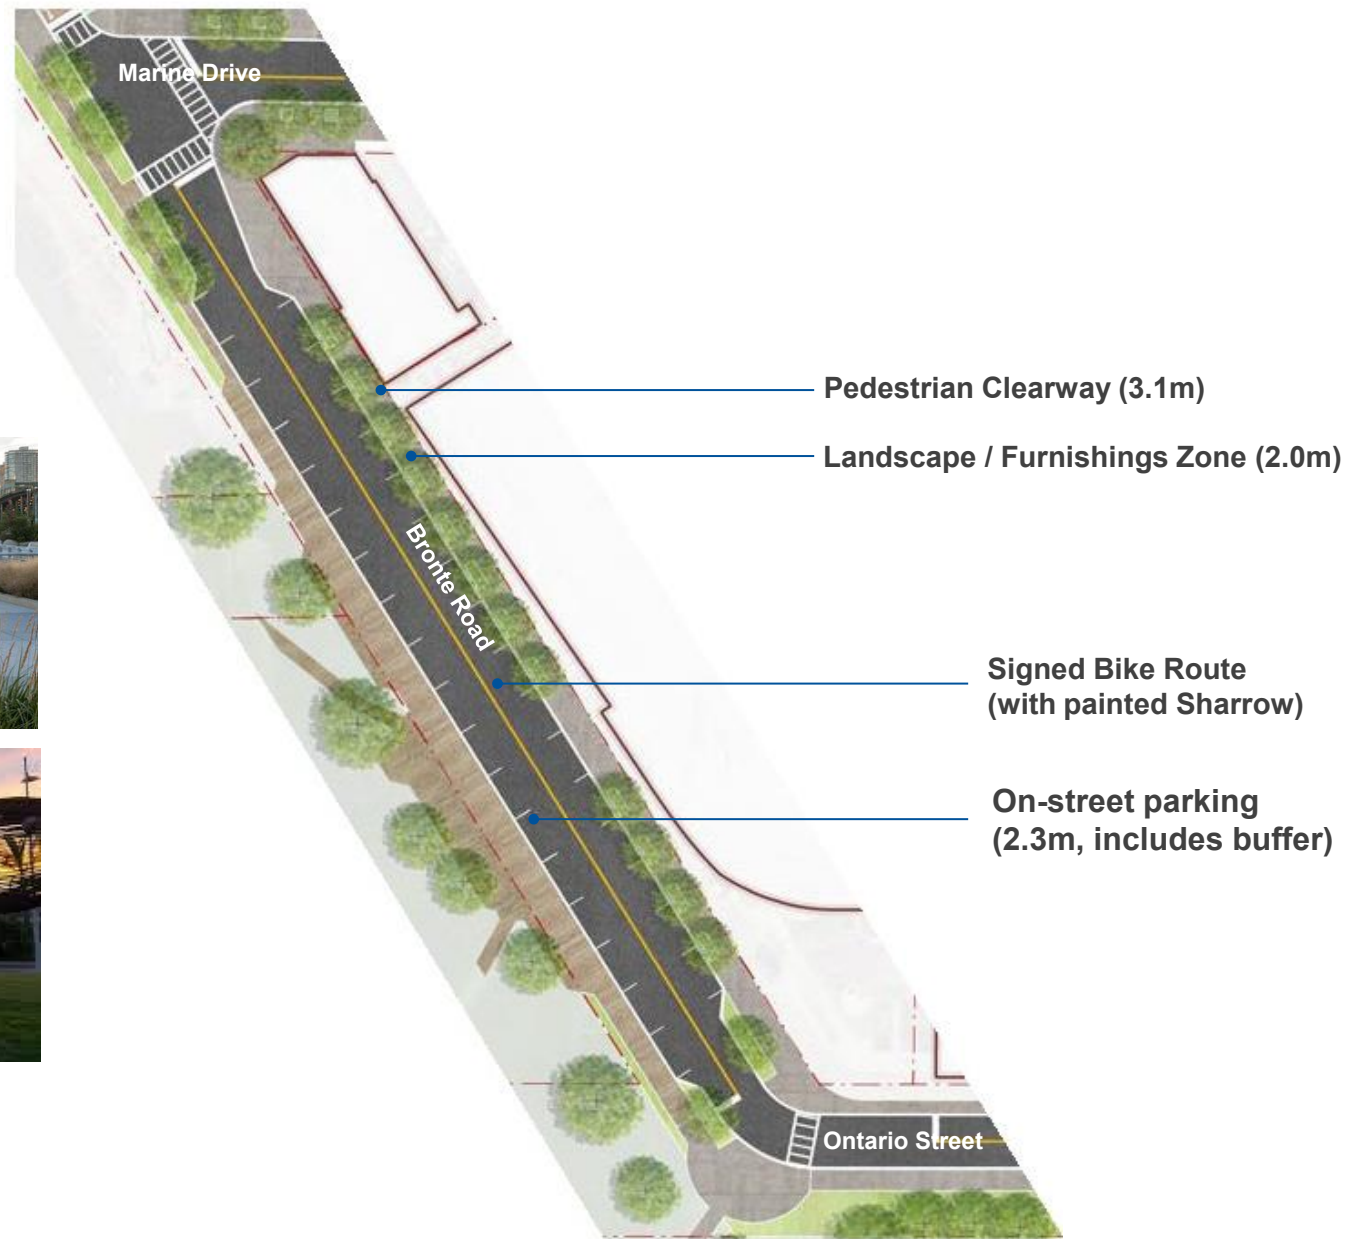 Marine Drive
Pedestrian Clearway (3.1m)
Landscape / Furnishings Zone (2.0m)
Bronte Road
Signed Bike Route
(with painted Sharrow)
On-street parking
(2.3m, includes buffer)
Ontario Street